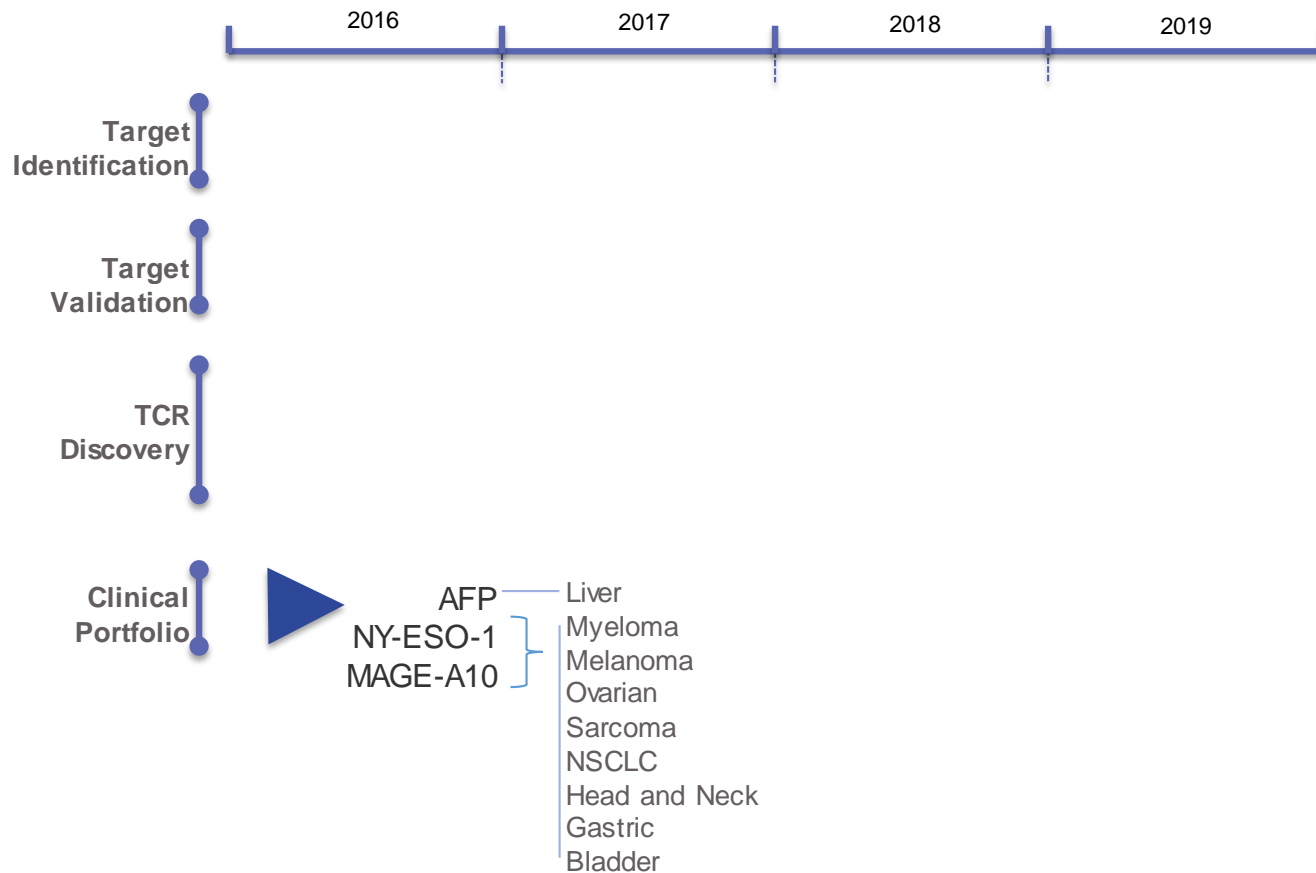 2016
2017
2018
2019
Target
Identification
Target
Validation
TCR
Discovery
Clinical
Portfolio
AFP
NY-ESO-1
MAGE-A10
Liver
Myeloma
Melanoma
Ovarian
Sarcoma
NSCLC
Head and Neck
Gastric
Bladder